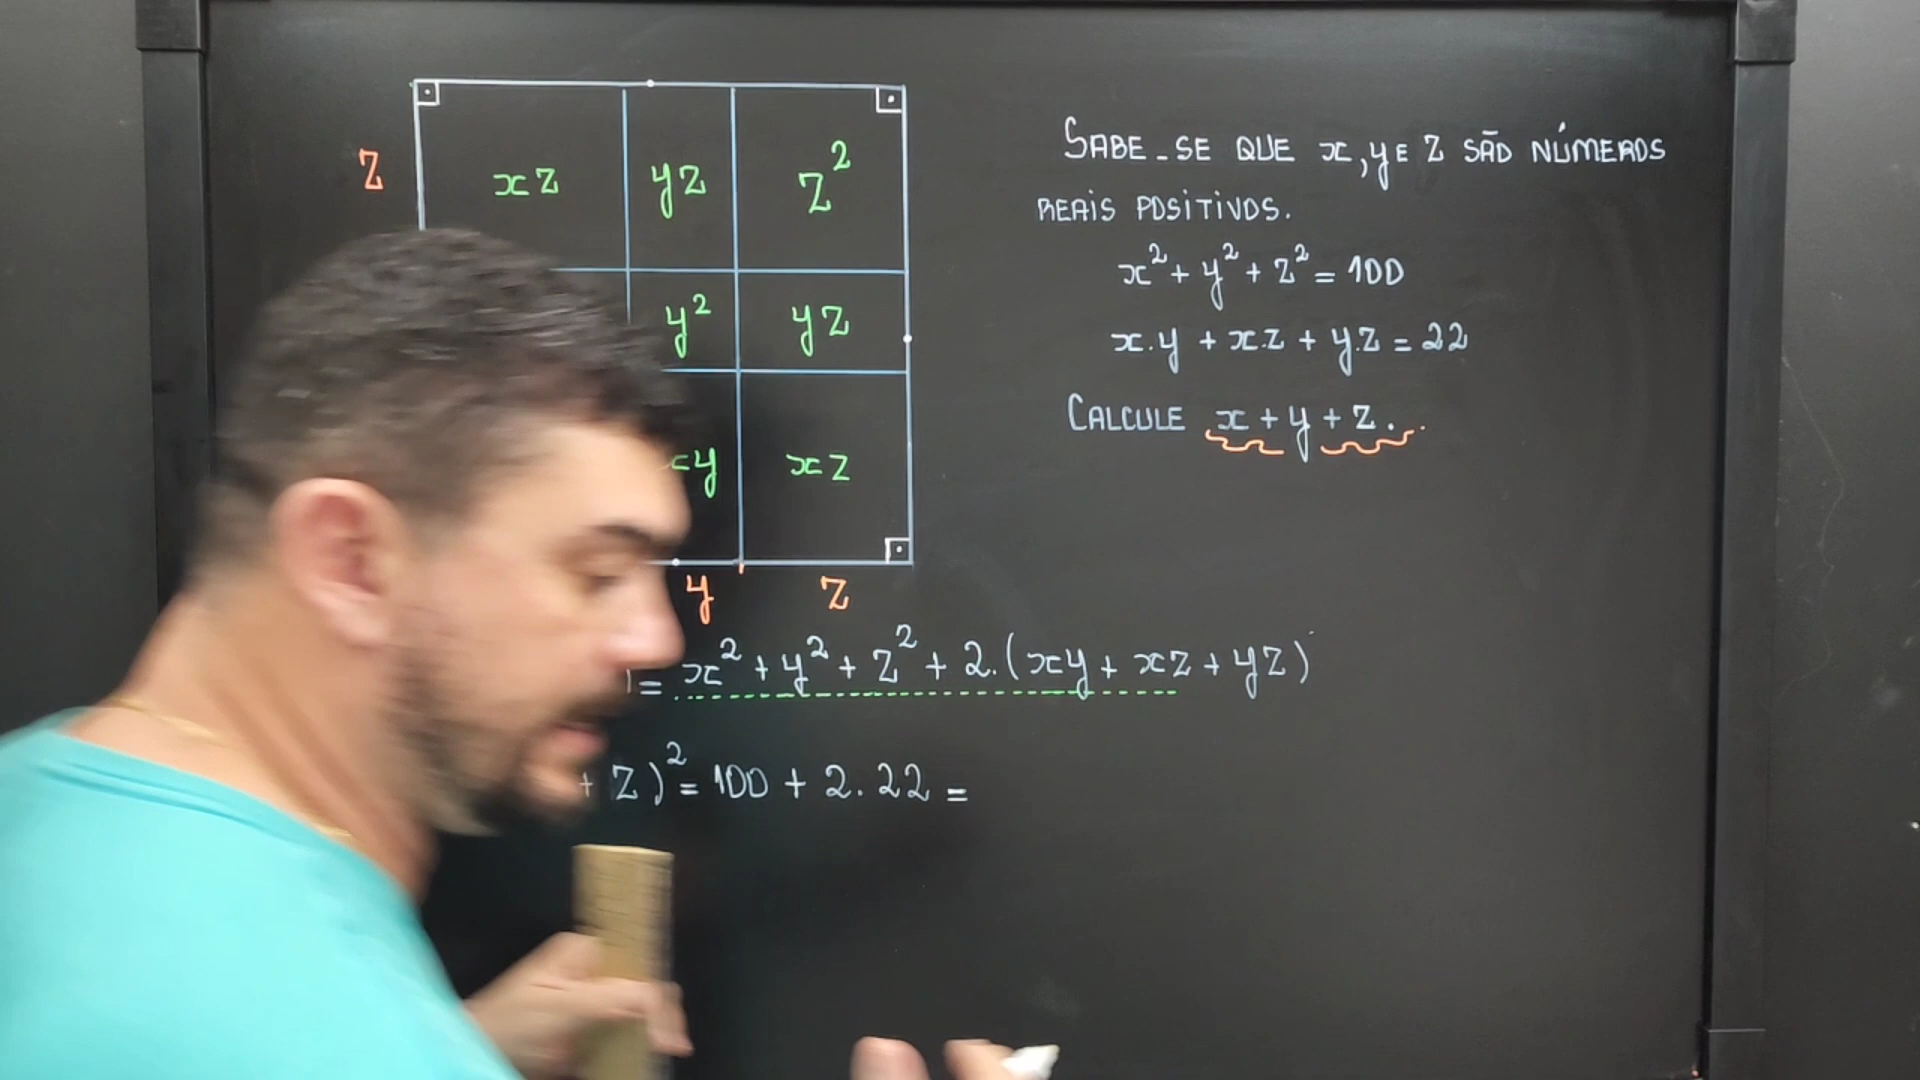 z xz yz z²
y² yz
xy xz
y z
SABE-SE QUE x, y E z SÃO NÚMEROS
REAIS POSITIVOS.
x² + y² + z² = 100
x.y + x.z + y.z = 22
CALCULE x + y + z.
) = x² + y² + z² + 2.(xy + xz + yz)
+ z)² = 100 + 2.22 =